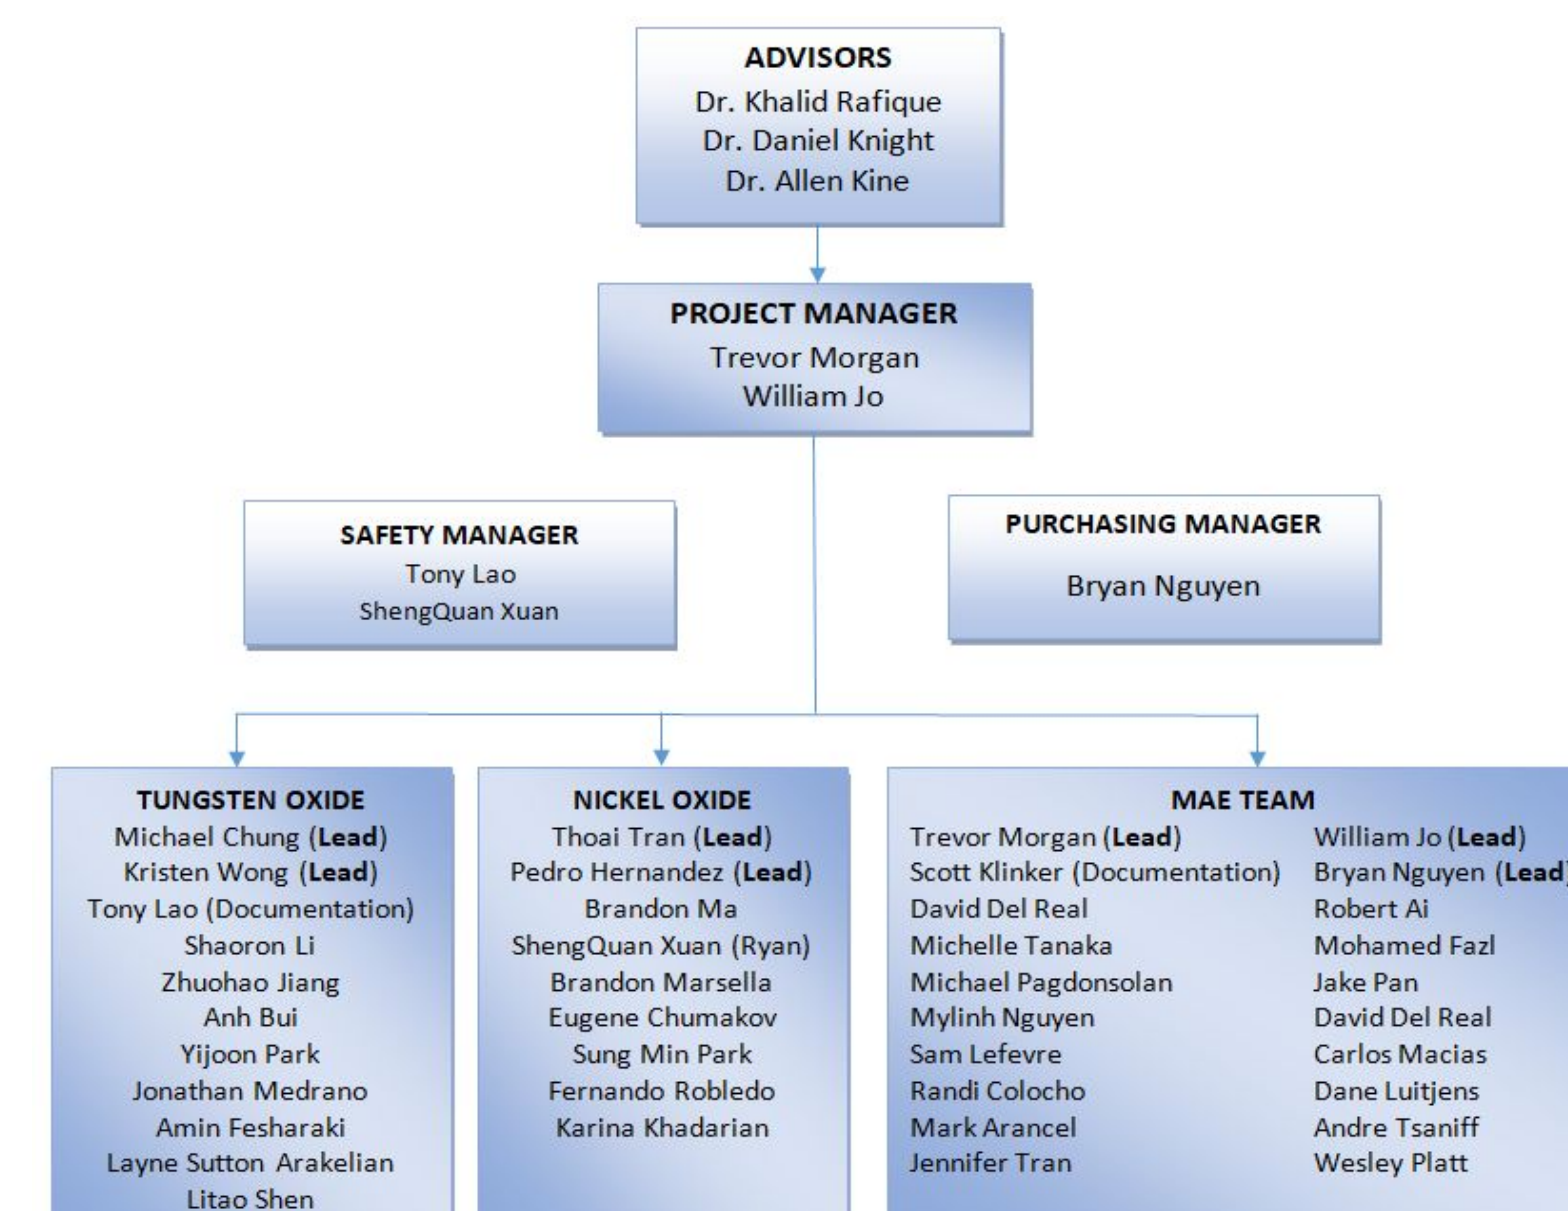 ADVISORS
Dr. Khalid Rafique
Dr. Daniel Knight
Dr. Allen Kine
PROJECT MANAGER
Trevor Morgan
William Jo
SAFETY MANAGER
Tony Lao
ShengQuan Xuan
PURCHASING MANAGER
Bryan Nguyen
TUNGSTEN OXIDE
Michael Chung (Lead)
Kristen Wong (Lead)
Tony Lao (Documentation)
Shaoron Li
Zhuohao Jiang
Anh Bui
Yijoon Park
Jonathan Medrano
Amin Fesharaki
Layne Sutton Arakelian
Litao Shen
NICKEL OXIDE
Thoai Tran (Lead)
Pedro Hernandez (Lead)
Brandon Ma
ShengQuan Xuan (Ryan)
Brandon Marsella
Eugene Chumakov
Sung Min Park
Fernando Robledo
Karina Khadarian
MAE TEAM
Trevor Morgan (Lead)
Scott Klinker (Documentation)
David Del Real
Michelle Tanaka
Michael Pagdonsolan
Mylinh Nguyen
Sam Lefevre
Randi Colocho
Mark Arancel
Jennifer Tran
William Jo (Lead)
Bryan Nguyen (Lead)
Robert Ai
Mohamed Fazl
Jake Pan
David Del Real
Carlos Macias
Dane Luitjens
Andre Tsaniff
Wesley Platt